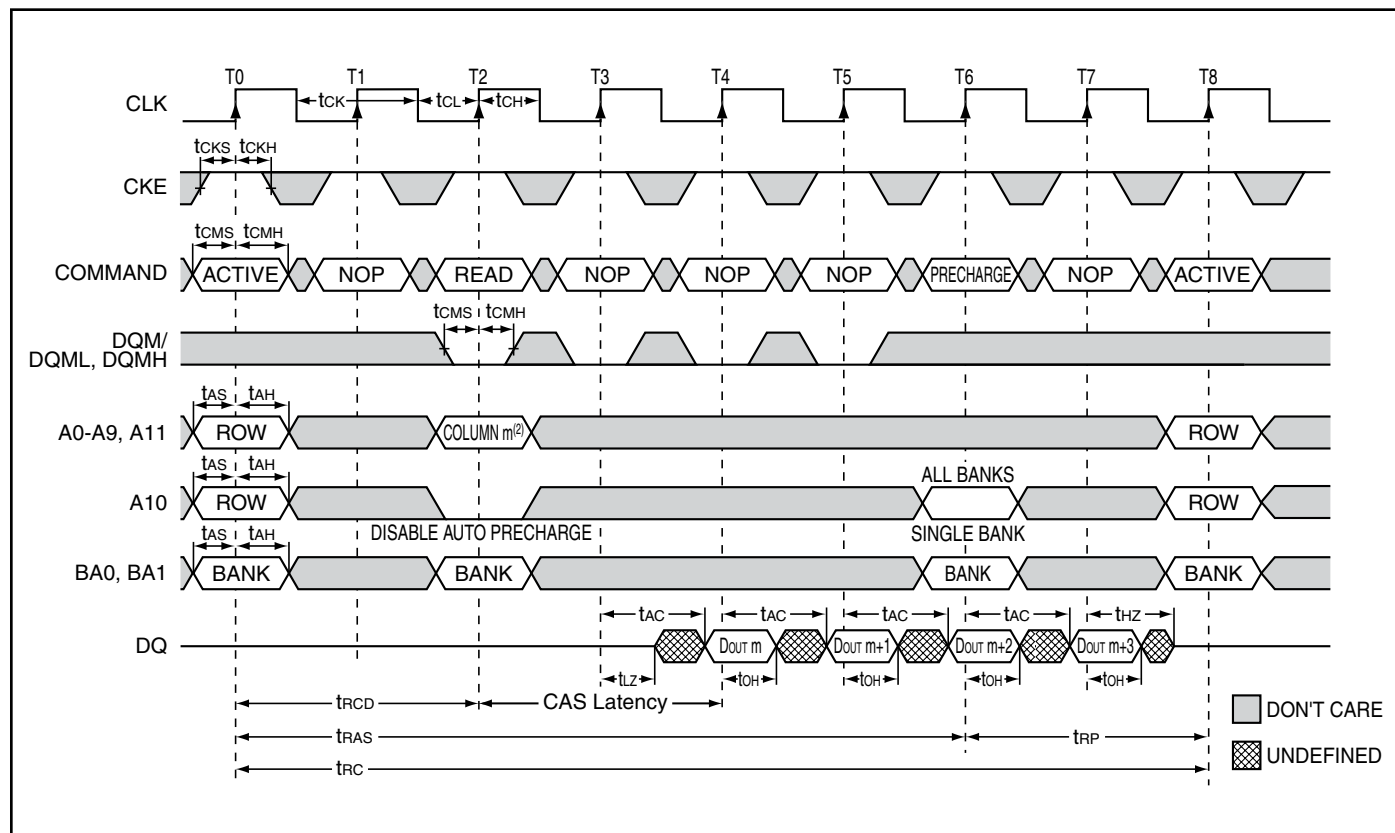 T0 T1 T2 T3 T4 T5 T6 T7 T8
CLK tCK tCL tCH
tCKS tCKH
CKE
tCMS tCMH
COMMAND ACTIVE NOP READ NOP NOP NOP PRECHARGE NOP ACTIVE
tCMS tCMH
DQM/
DQML, DQMH
tAS tAH
A0-A9, A11 ROW COLUMN m(2) ROW
tAS tAH ALL BANKS
A10 ROW ROW
tAS tAH DISABLE AUTO PRECHARGE SINGLE BANK
BA0, BA1 BANK BANK BANK BANK
tAC tAC tAC tAC tHZ
DQ DOUT m DOUT m+1 DOUT m+2 DOUT m+3
tLZ tOH tOH tOH tOH
tRCD CAS Latency
DON'T CARE
tRAS tRP
UNDEFINED
tRC